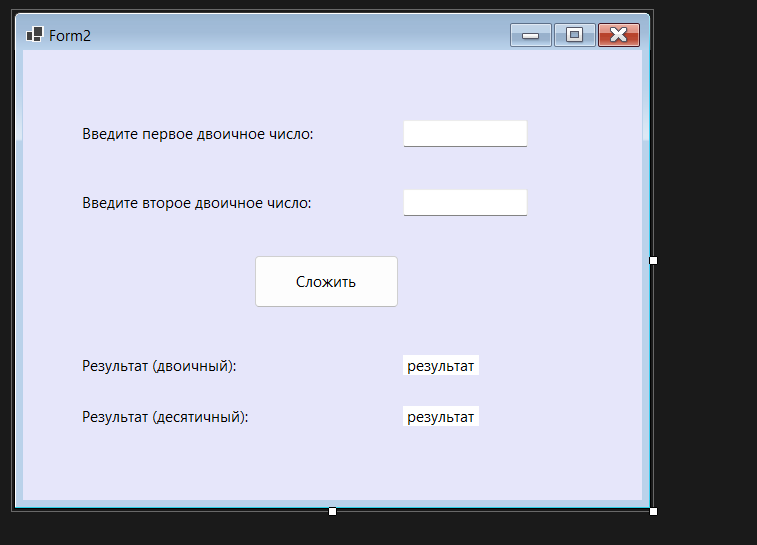 Form2
Введите первое двоичное число:
Введите второе двоичное число:
Сложить
Результат (двоичный): результат
Результат (десятичный): результат